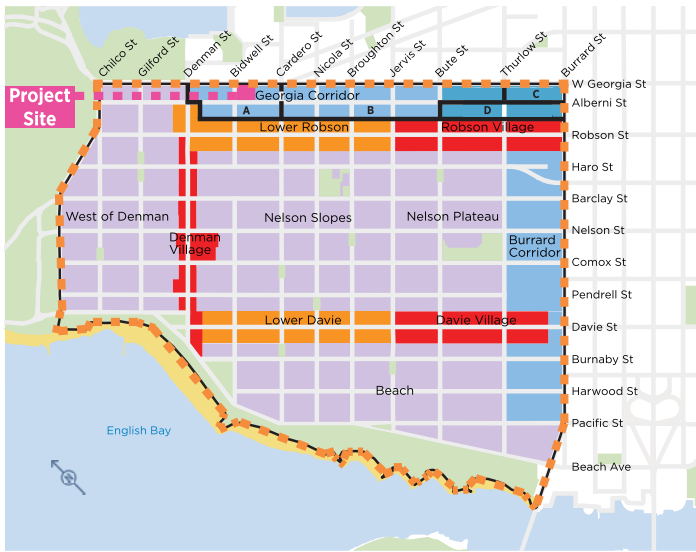 Chilco St
Gilford St
Denman St
Bidwell St
Cardero St
Nicola St
Broughton St
Jervis St
Bute St
Thurlow St
Burrard St
Project
Site
W Georgia St
Georgia Corridor
C
Alberni St
A
B
D
Lower Robson
Robson Village
Robson St
Haro St
Barclay St
West of Denman
Nelson Slopes
Nelson Plateau
Nelson St
Denman
Village
Burrard
Corridor
Comox St
Pendrell St
Lower Davie
Davie Village
Davie St
Burnaby St
Beach
Harwood St
Pacific St
English Bay
Beach Ave
N